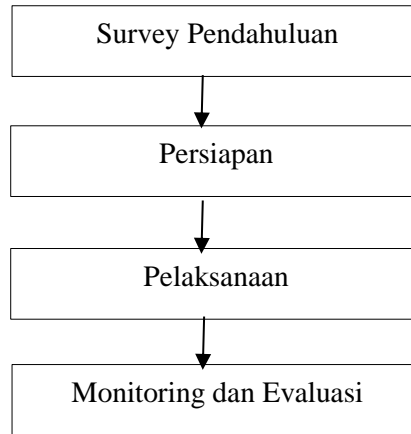 Survey Pendahuluan
Persiapan
Pelaksanaan
Monitoring dan Evaluasi